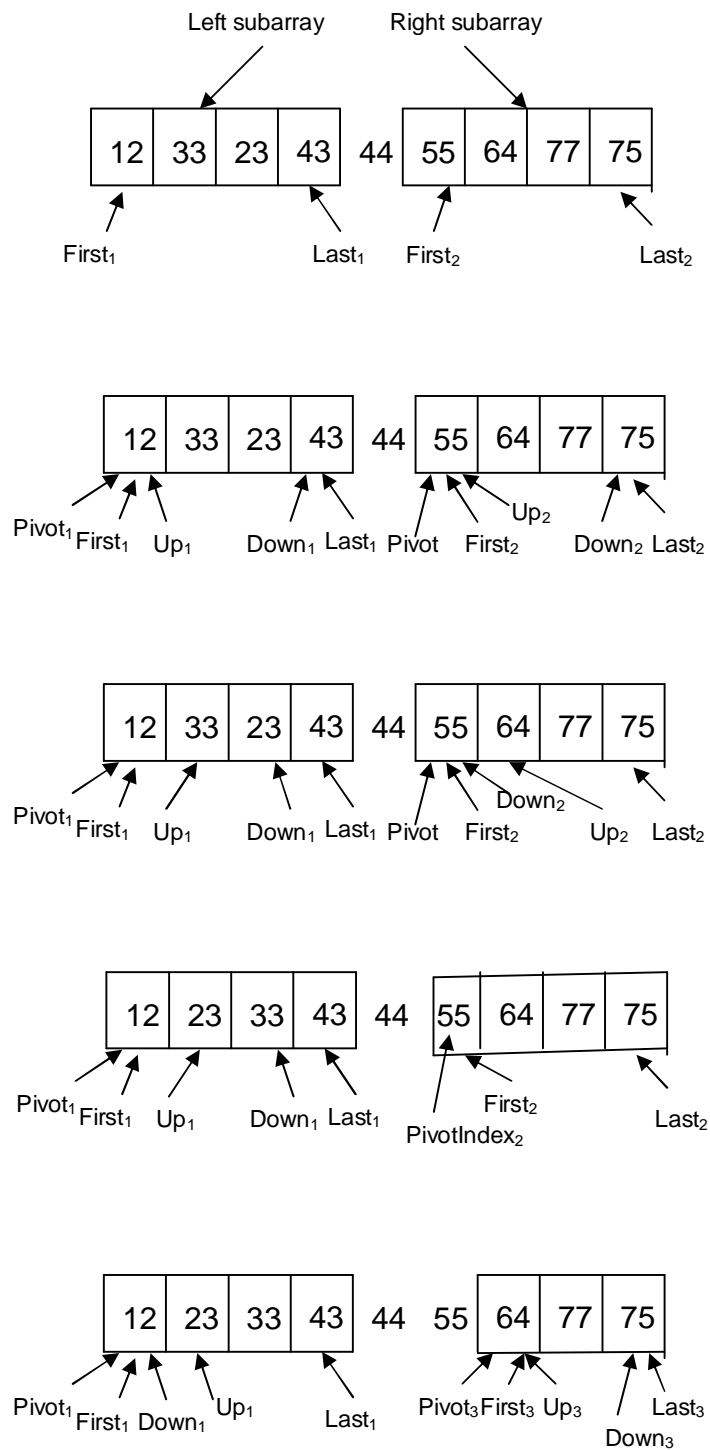 Left subarray Right subarray
12 33 23 43 44 55 64 77 75
First₁ Last₁ First₂ Last₂
12 33 23 43 44 55 64 77 75
Up₂
Pivot₁ First₁ Up₁ Down₁ Last₁ Pivot First₂ Down₂ Last₂
12 33 23 43 44 55 64 77 75
Down₂
Pivot₁ First₁ Up₁ Down₁ Last₁ Pivot First₂ Up₂ Last₂
12 23 33 43 44 55 64 77 75
Pivot₁ First₁ Up₁ Down₁ Last₁ First₂ Last₂
PivotIndex₂
12 23 33 43 44 55 64 77 75
Pivot₁ First₁ Down₁ Up₁ Last₁ Pivot₃ First₃ Up₃ Last₃
Down₃